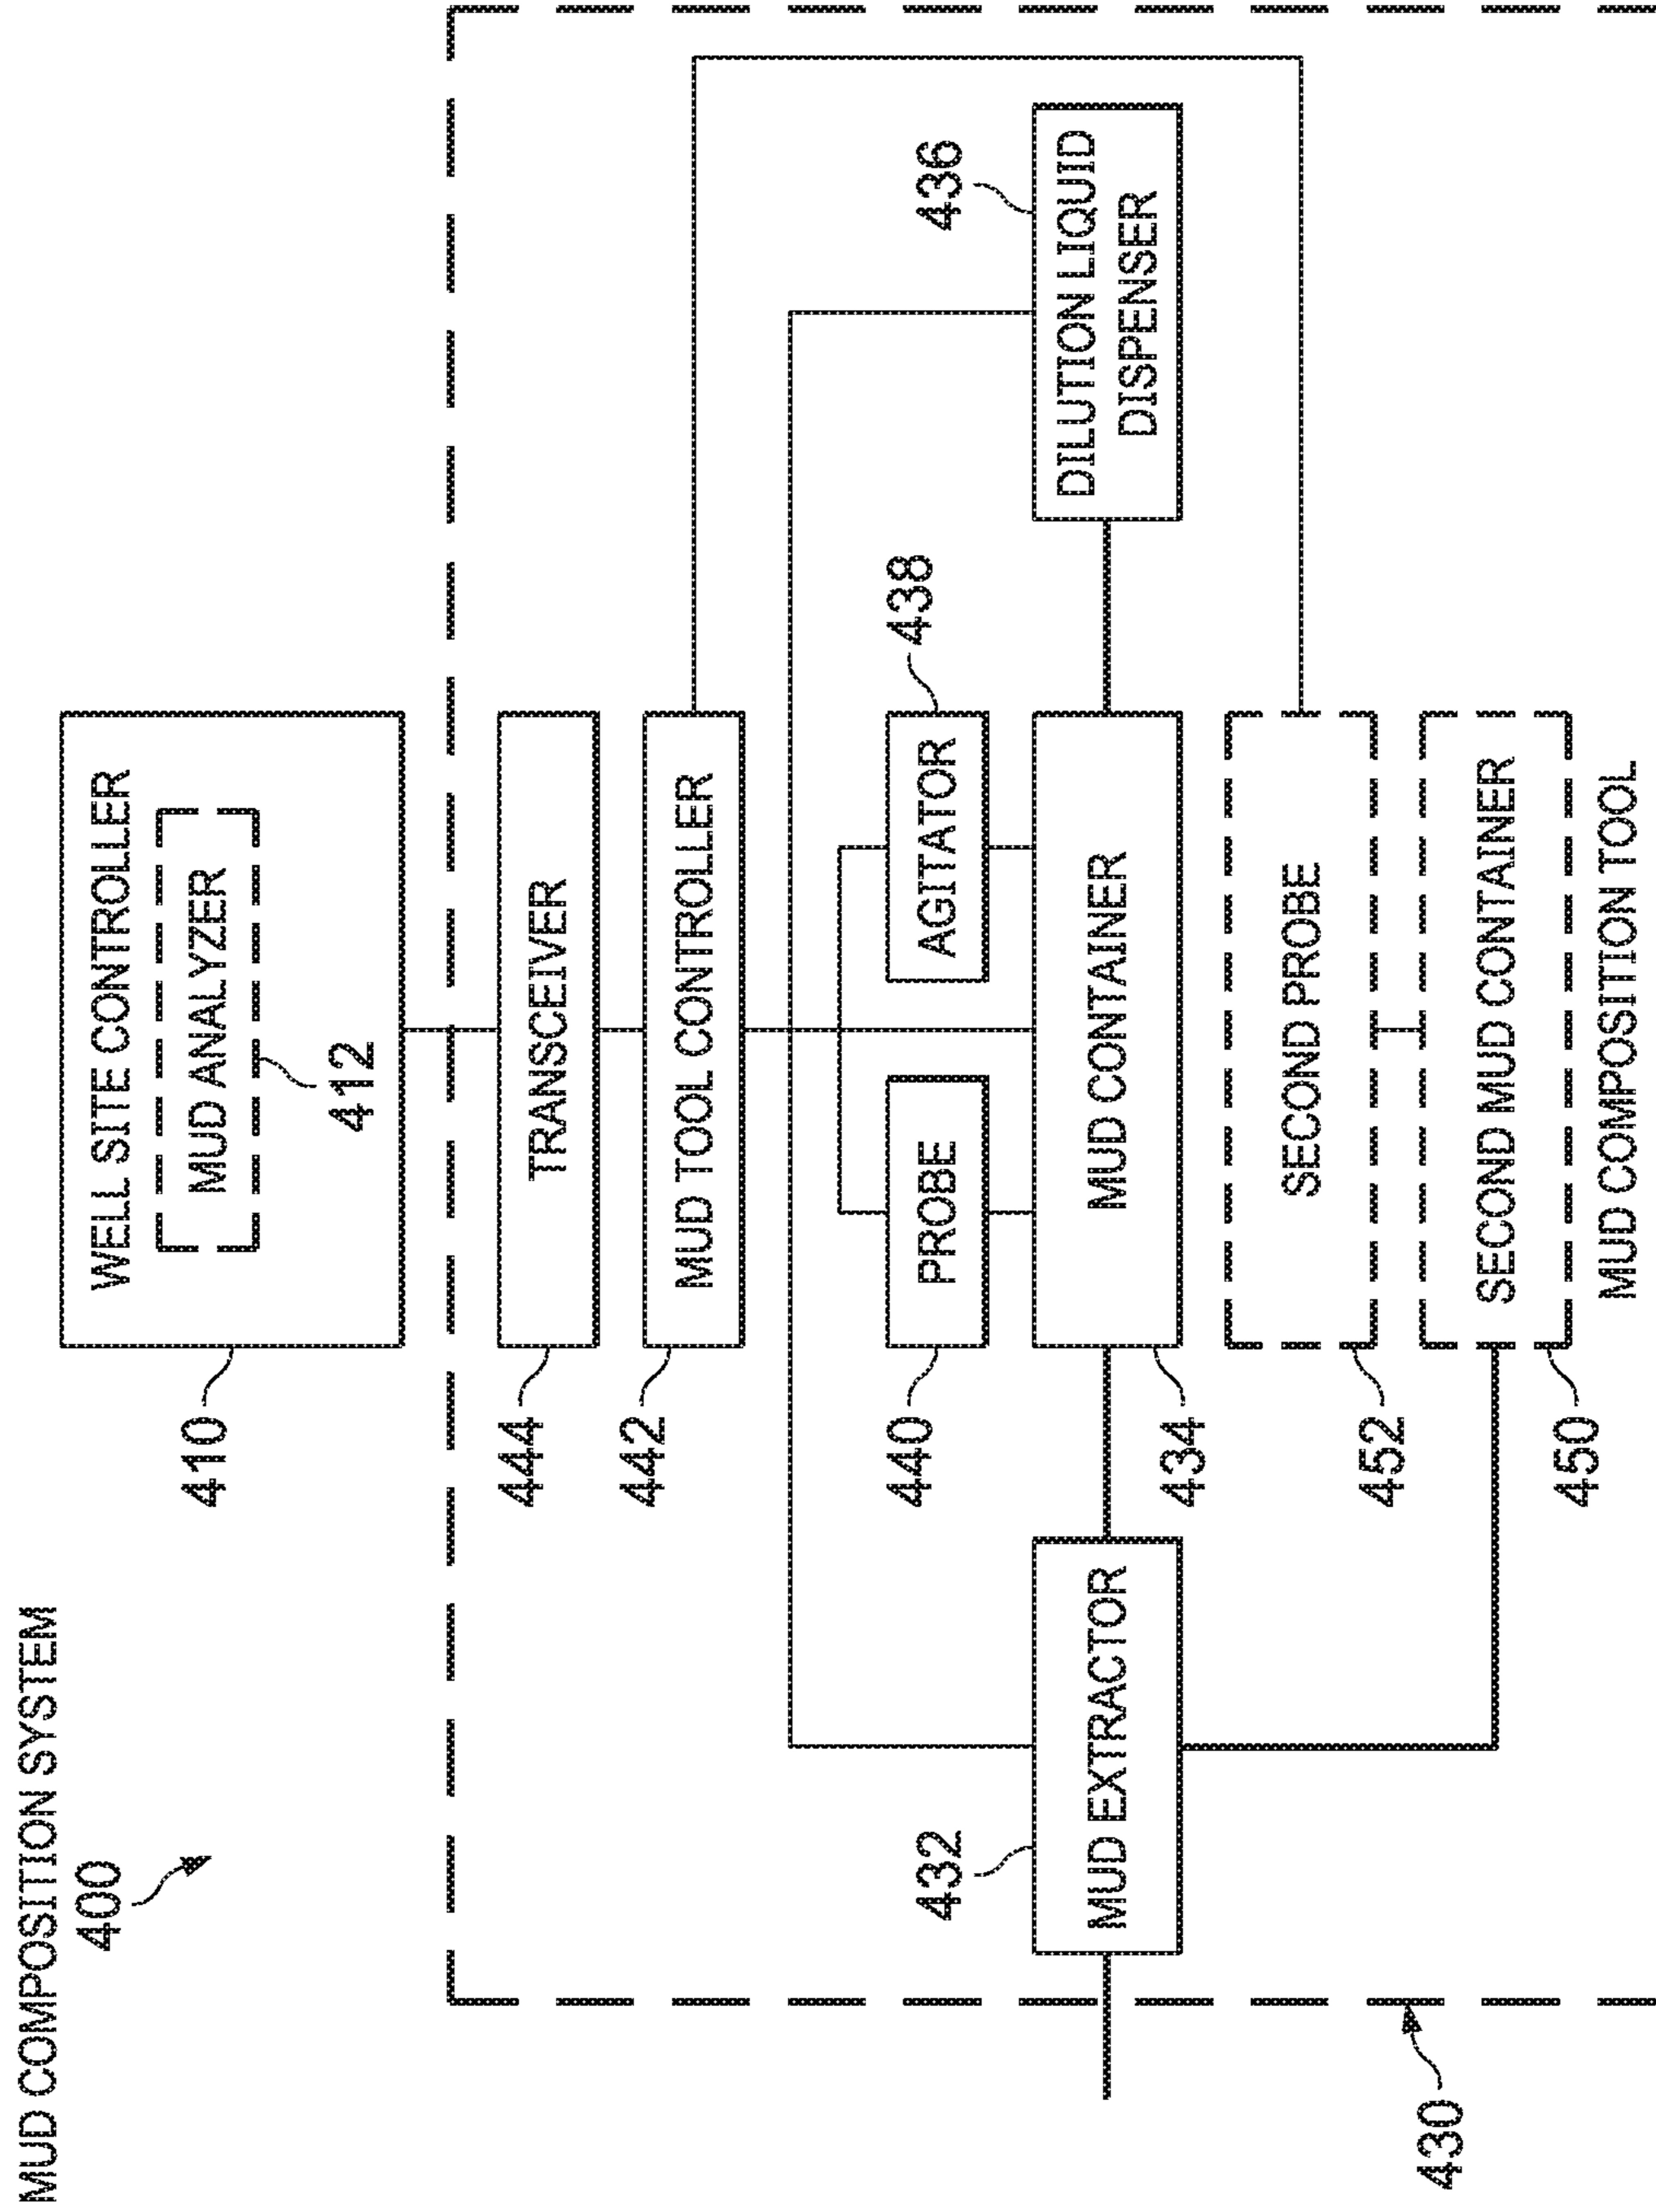 MUD COMPOSITION SYSTEM
400
WELL SITE CONTROLLER
MUD ANALYZER
412
410
TRANSCEIVER
444
MUD TOOL CONTROLLER
442
PROBE
440
AGITATOR
438
432
MUD EXTRACTOR
MUD CONTAINER
434
436
DILUTION LIQUID
DISPENSER
SECOND PROBE
452
SECOND MUD CONTAINER
450
430
MUD COMPOSITION TOOL